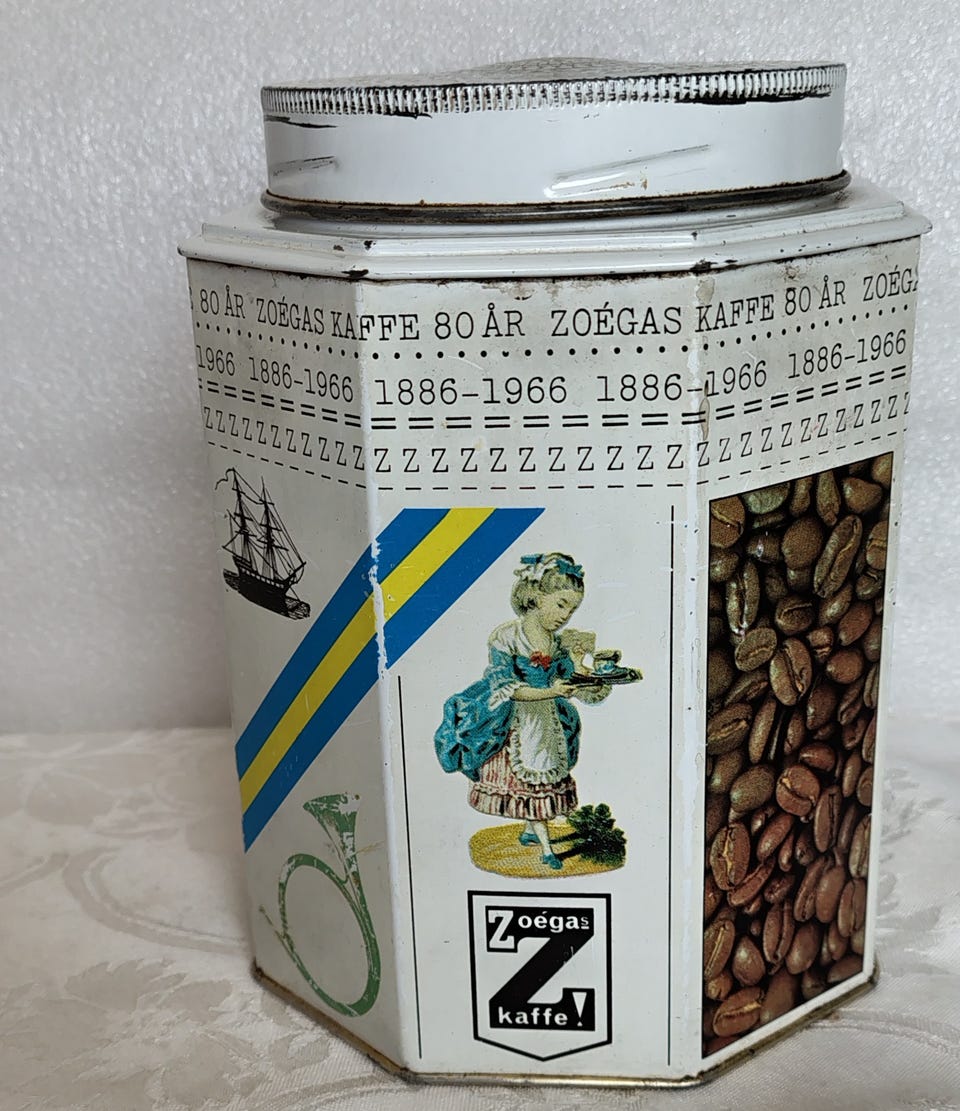 80 ÅR ZOÉGAS KAFFE 80 ÅR ZOÉGAS KAFFE 80 ÅR ZOÉGA
1966 1886-1966 1886-1966 1886-1966 1886-1966
ZZZZZZZZZZZZZZZZZZZZZZZZZZZZZZZZZZZZZZ
Zoégas
Z
kaffe!